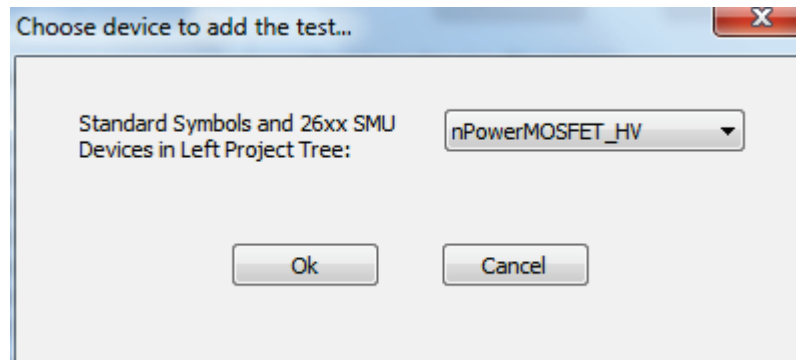 Choose device to add the test...
Standard Symbols and 26xx SMU
Devices in Left Project Tree:
nPowerMOSFET_HV
Ok
Cancel